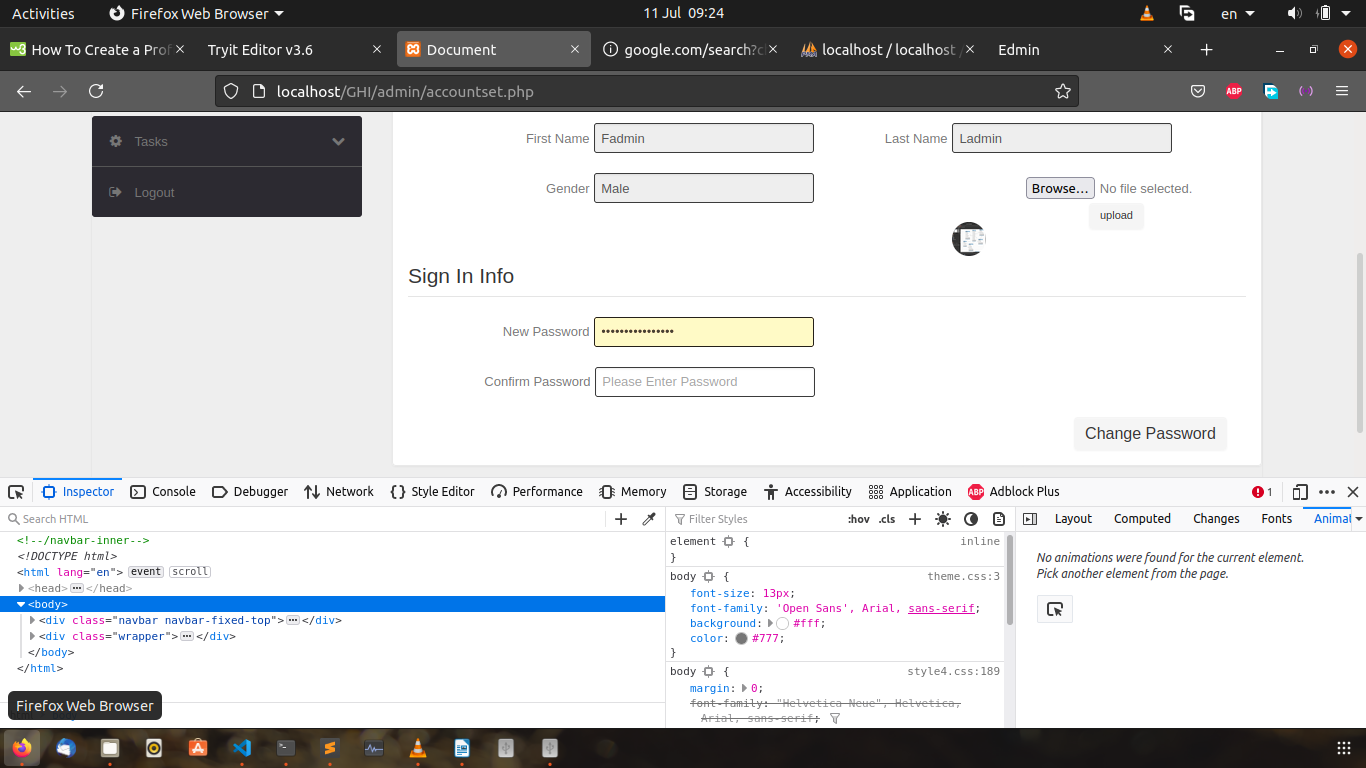 Activities Firefox Web Browser 11 Jul 09:24 en
How To Create a Prof Tryit Editor v3.6 Document google.com/search?cl localhost / localhost / Edmin
localhost/GHI/admin/accountset.php ABP
Tasks
Logout
First Name Fadmin Last Name Ladmin
Gender Male Browse... No file selected.
upload
Sign In Info
New Password ••••••••••••••••
Confirm Password Please Enter Password
Change Password
Inspector Console Debugger Network Style Editor Performance Memory Storage Accessibility Application Adblock Plus 1
Search HTML
<!--/navbar-inner-->
<!DOCTYPE html>
<html lang="en"> event scroll
<head>…</head>
<body>
<div class="navbar navbar-fixed-top">…</div>
<div class="wrapper">…</div>
</body>
</html>
Filter Styles :hov .cls
element { inline
}
body { theme.css:3
font-size: 13px;
font-family: 'Open Sans', Arial, sans-serif;
background: #fff;
color: #777;
}
body { style4.css:189
margin: 0;
font-family: "Helvetica Neue", Helvetica,
Arial, sans-serif;
Layout Computed Changes Fonts Animat
No animations were found for the current element.
Pick another element from the page.
Firefox Web Browser